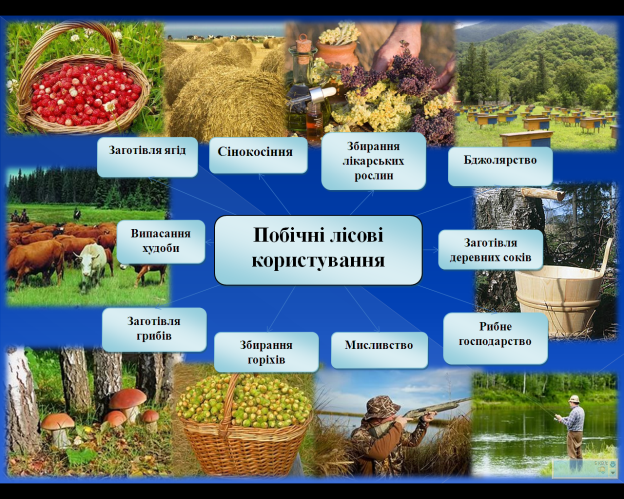 Заготівля ягід
Сінокосіння
Збирання
лікарських
рослин
Бджолярство
Випасання
худоби
Побічні лісові
користування
Заготівля
деревних соків
Заготівля
грибів
Збирання
горіхів
Мисливство
Рибне
господарство